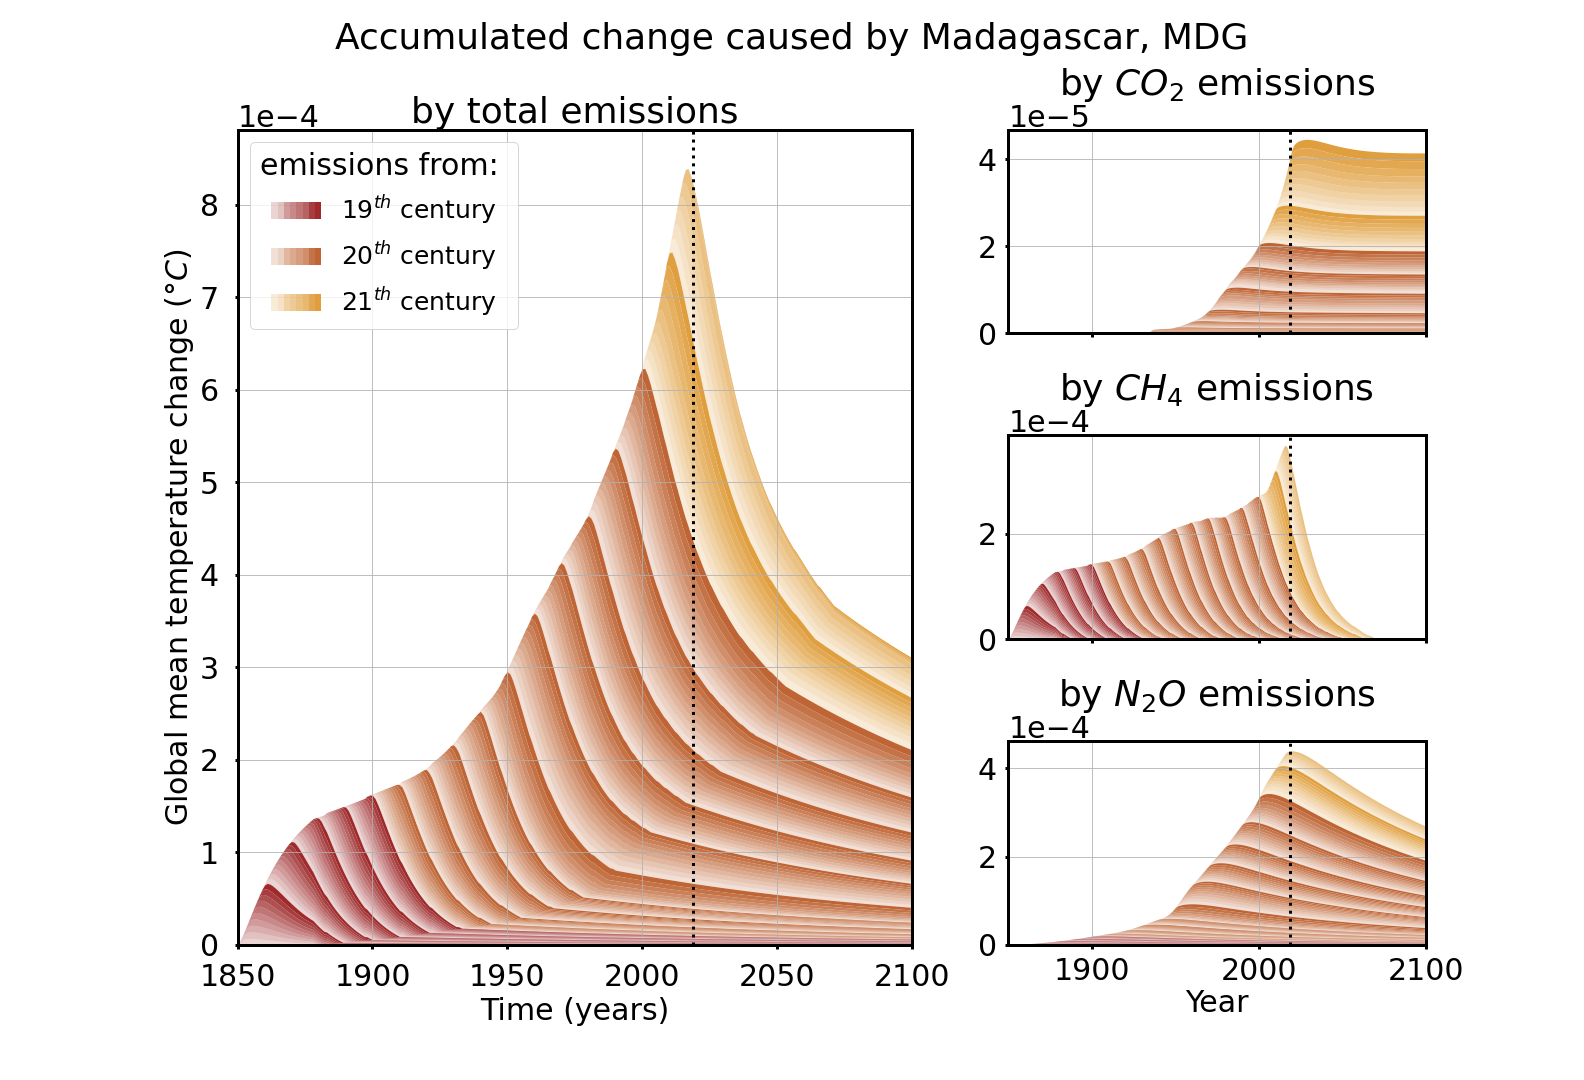 Accumulated change caused by Madagascar, MDG
by total emissions
1e−4
emissions from:
19th century
20th century
21th century
Global mean temperature change (°C)
8
7
6
5
4
3
2
1
0
1850 1900 1950 2000 2050 2100
Time (years)
by CO2 emissions
1e−5
4
2
0
by CH4 emissions
1e−4
2
0
by N2O emissions
1e−4
4
2
0
1900 2000 2100
Year